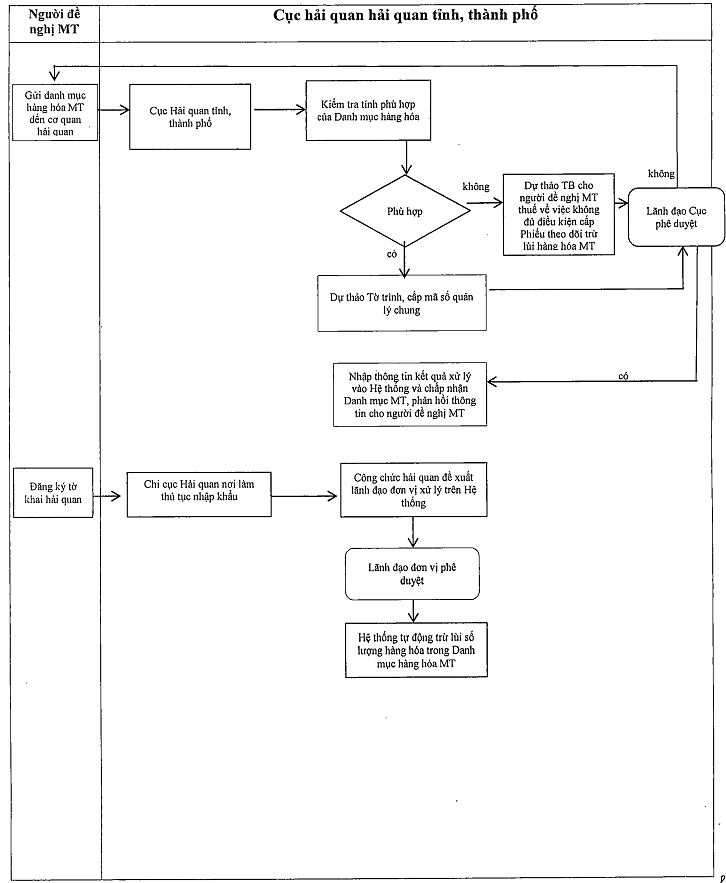 Người đề
nghị MT
Cục hải quan hải quan tỉnh, thành phố
Gửi danh mục
hàng hóa MT
đến cơ quan
hải quan
Cục Hải quan tỉnh,
thành phố
Kiểm tra tính phù hợp
của Danh mục hàng hóa
Phù hợp
không
có
Dự thảo TB cho
người đề nghị MT
thuế về việc không
đủ điều kiện cấp
Phiếu theo dõi trừ
lùi hàng hóa MT
không
Lãnh đạo Cục
phê duyệt
Dự thảo Tờ trình, cấp mã số quản
lý chung
có
Nhập thông tin kết quả xử lý
vào Hệ thống và chấp nhận
Danh mục MT, phản hồi thông
tin cho người đề nghị MT
Đăng ký tờ
khai hải quan
Chi cục Hải quan nơi làm
thủ tục nhập khẩu
Công chức hải quan đề xuất
lãnh đạo đơn vị xử lý trên Hệ
thống
Lãnh đạo đơn vị phê
duyệt
Hệ thống tự động trừ lùi số
lượng hàng hóa trong Danh
mục hàng hóa MT